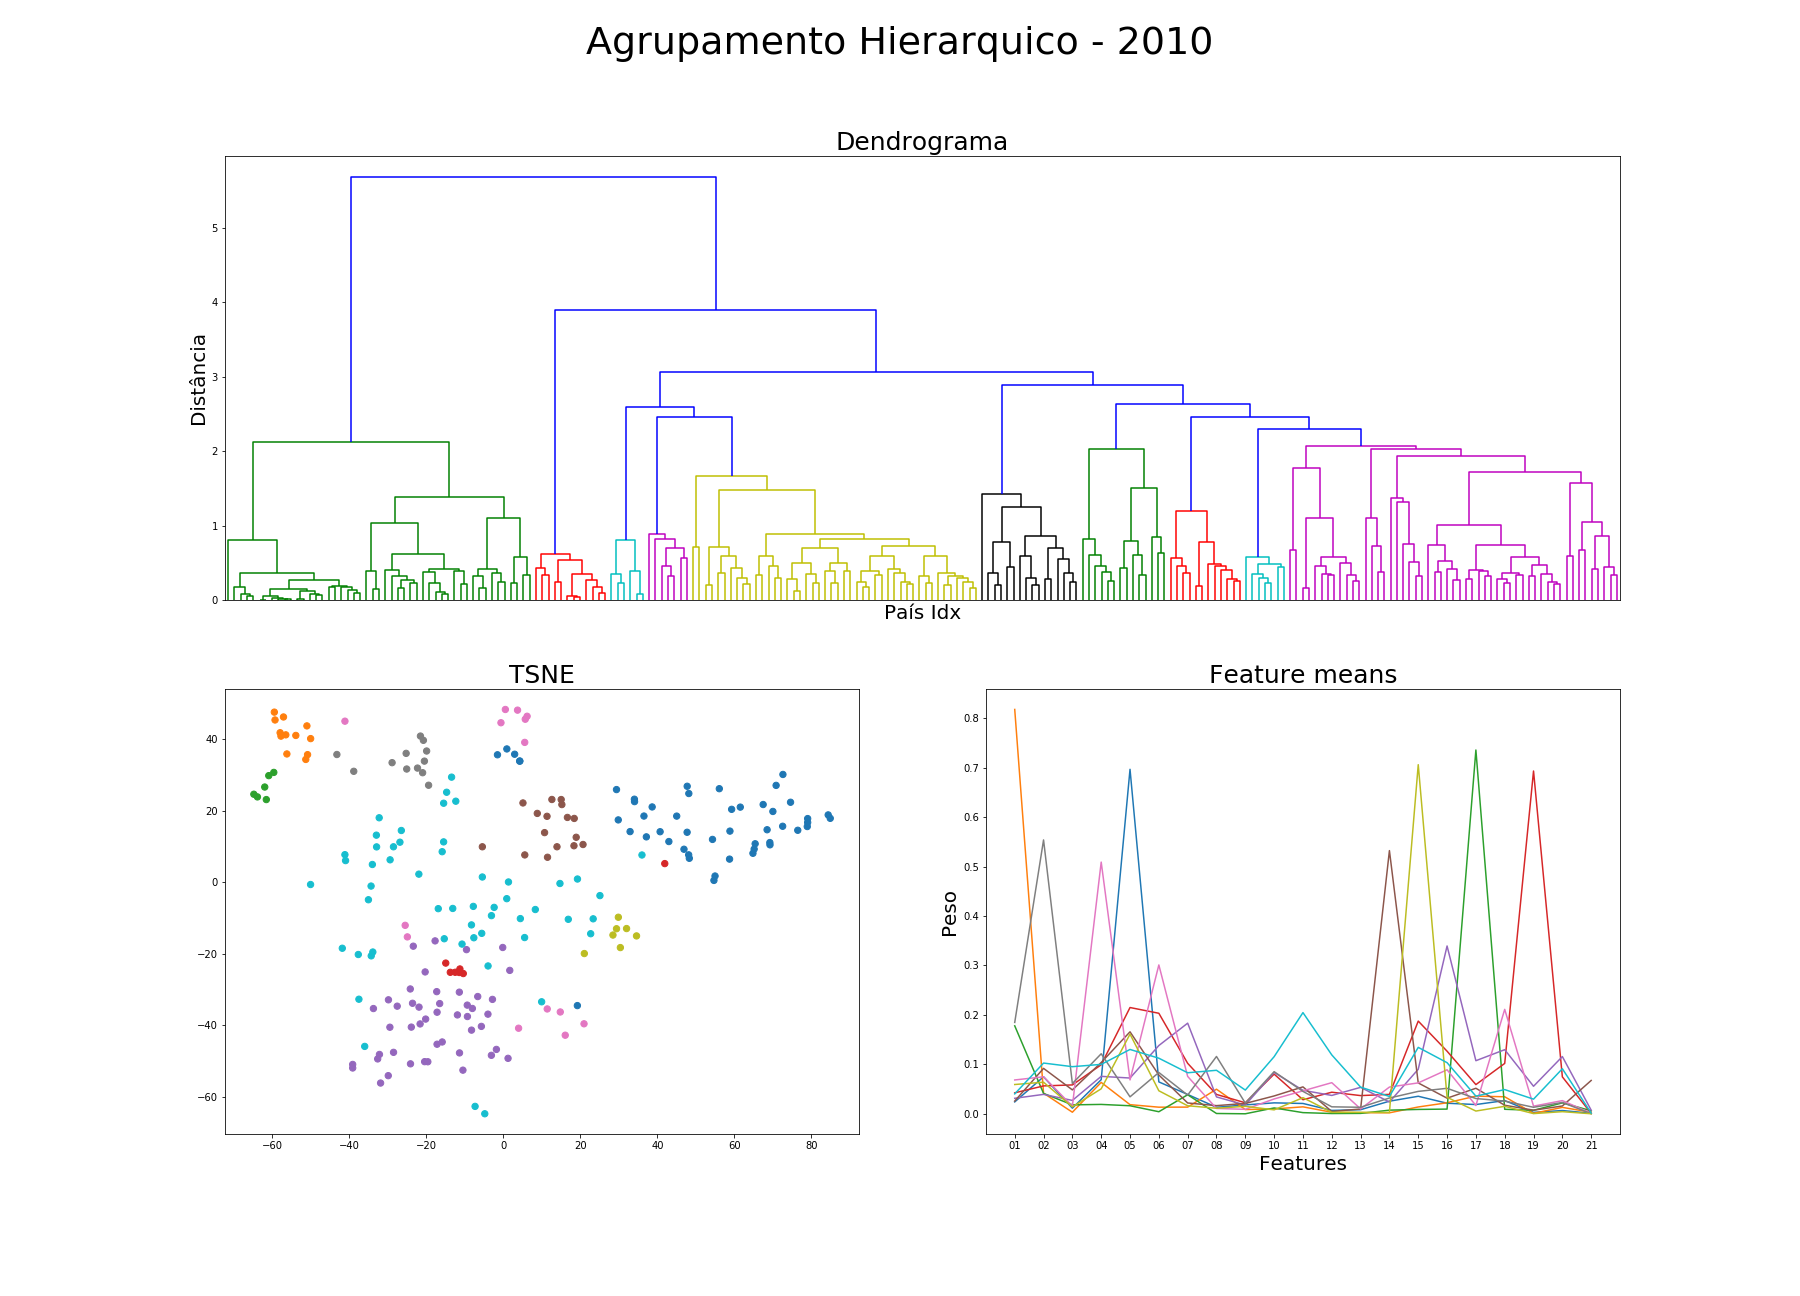 Agrupamento Hierarquico - 2010
Dendrograma
Distância
5
4
3
2
1
0
País Idx
TSNE
40
20
0
−20
−40
−60
−60 −40 −20 0 20 40 60 80
Feature means
Peso
0.8
0.7
0.6
0.5
0.4
0.3
0.2
0.1
0.0
01 02 03 04 05 06 07 08 09 10 11 12 13 14 15 16 17 18 19 20 21
Features